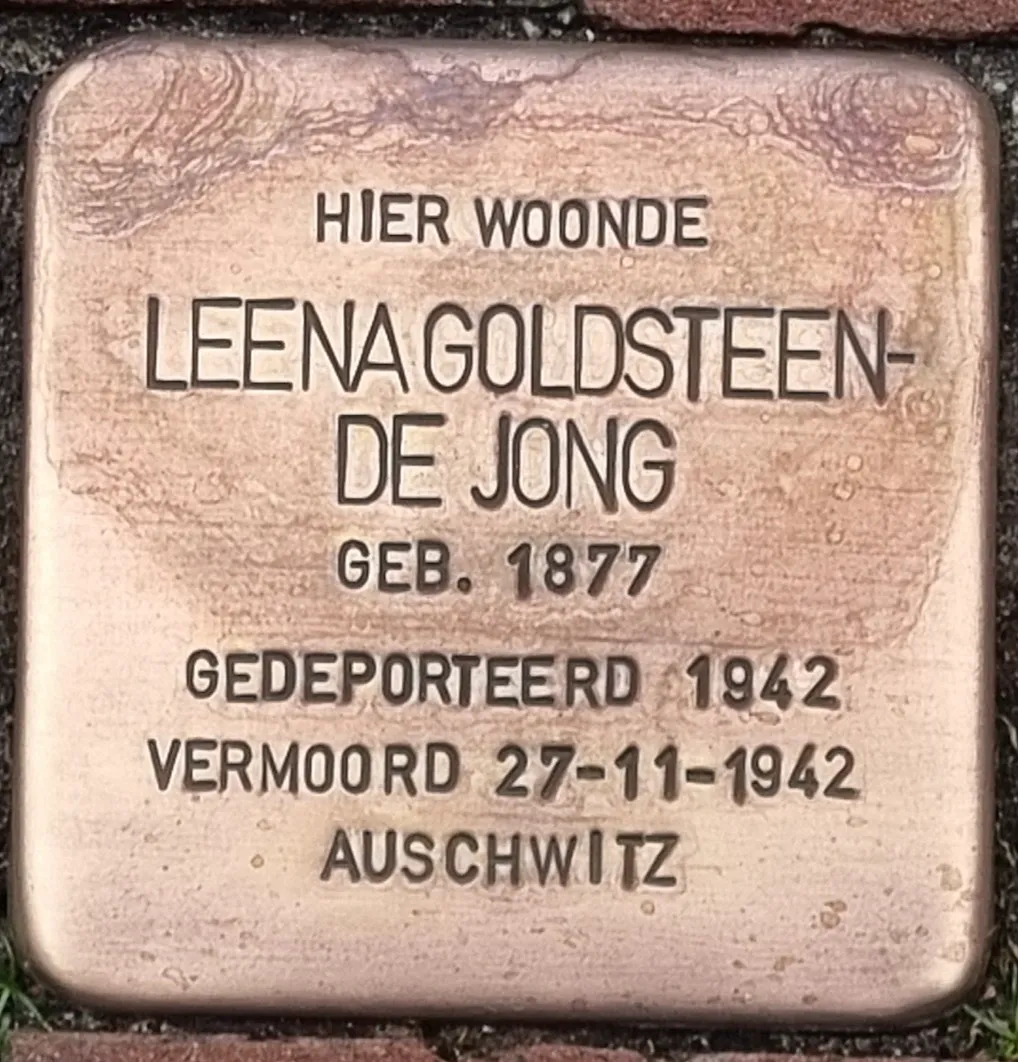 HIER WOONDE
LEENA GOLDSTEEN-
DE JONG
GEB. 1877
GEDEPORTEERD 1942
VERMOORD 27-11-1942
AUSCHWITZ